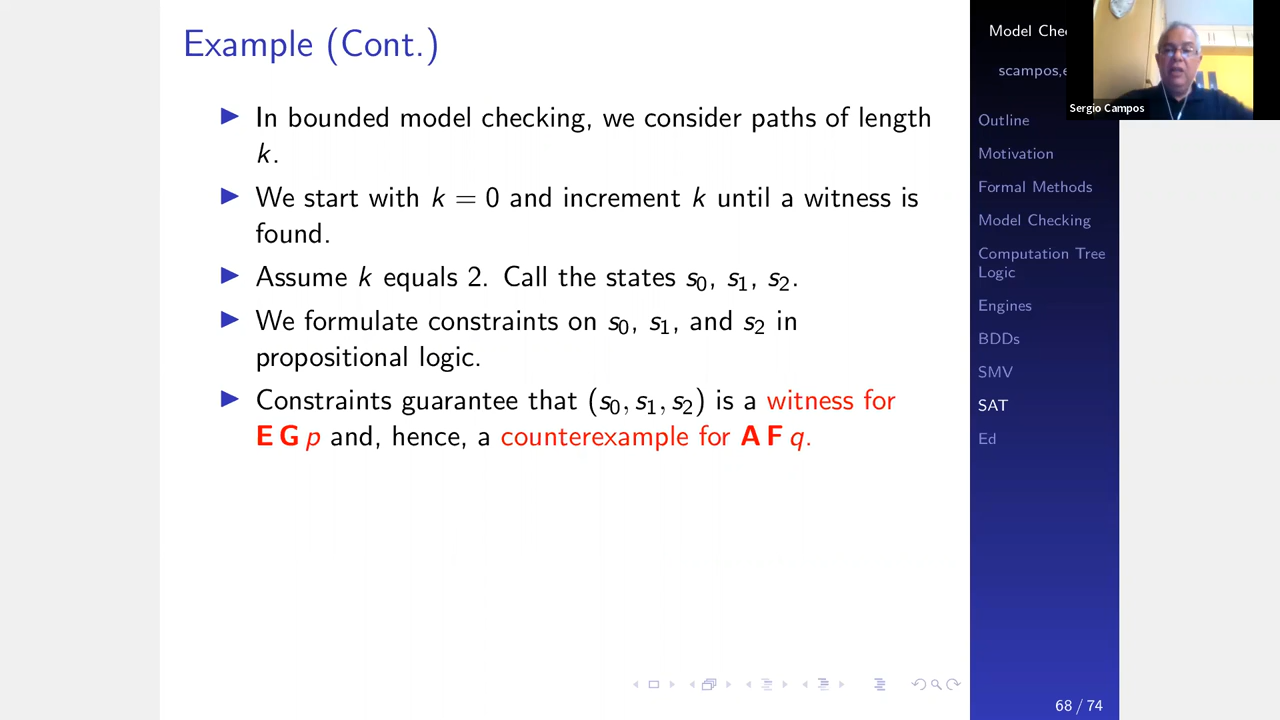 Example (Cont.)
In bounded model checking, we consider paths of length
k.
We start with k = 0 and increment k until a witness is
found.
Assume k equals 2. Call the states s₀, s₁, s₂.
We formulate constraints on s₀, s₁, and s₂ in
propositional logic.
Constraints guarantee that (s₀, s₁, s₂) is a witness for
E G p and, hence, a counterexample for A F q.
Model Che
scampos,e
Sergio Campos
Outline
Motivation
Formal Methods
Model Checking
Computation Tree
Logic
Engines
BDDs
SMV
SAT
Ed
68 / 74